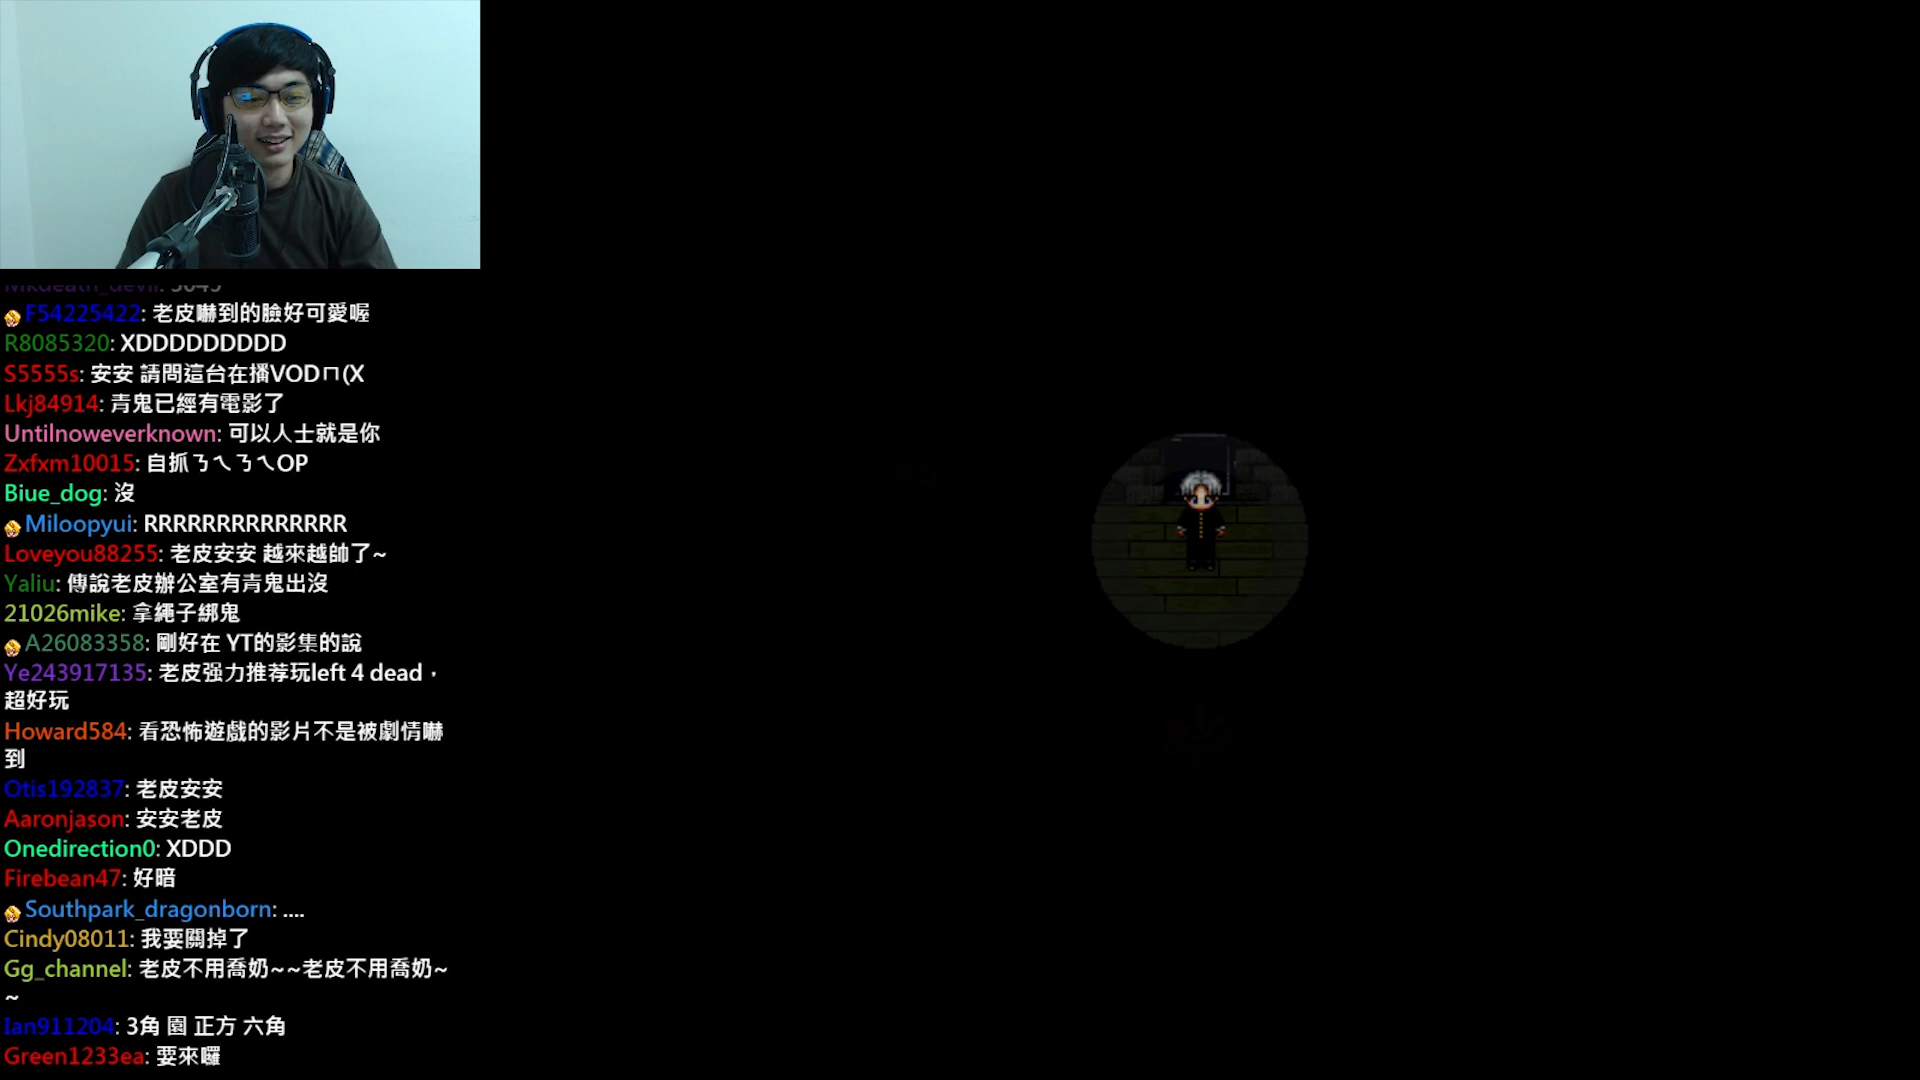 Mkdeath_devil: 5045
F54225422: 老皮嚇到的臉好可愛喔
R8085320: XDDDDDDDDD
S5555s: 安安 請問這台在播VODㄇ(X
Lkj84914: 青鬼已經有電影了
Untilnoweverknown: 可以人士就是你
Zxfxm10015: 自抓ㄋㄟㄋㄟOP
Biue_dog: 沒
Miloopyui: RRRRRRRRRRRRRR
Loveyou88255: 老皮安安 越來越帥了~
Yaliu: 傳說老皮辦公室有青鬼出沒
21026mike: 拿繩子綁鬼
A26083358: 剛好在 YT的影集的說
Ye243917135: 老皮强力推荐玩left 4 dead，
超好玩
Howard584: 看恐怖遊戲的影片不是被劇情嚇
到
Otis192837: 老皮安安
Aaronjason: 安安老皮
Onedirection0: XDDD
Firebean47: 好暗
Southpark_dragonborn: ....
Cindy08011: 我要關掉了
Gg_channel: 老皮不用喬奶~~老皮不用喬奶~
~
Ian911204: 3角 園 正方 六角
Green1233ea: 要來囉